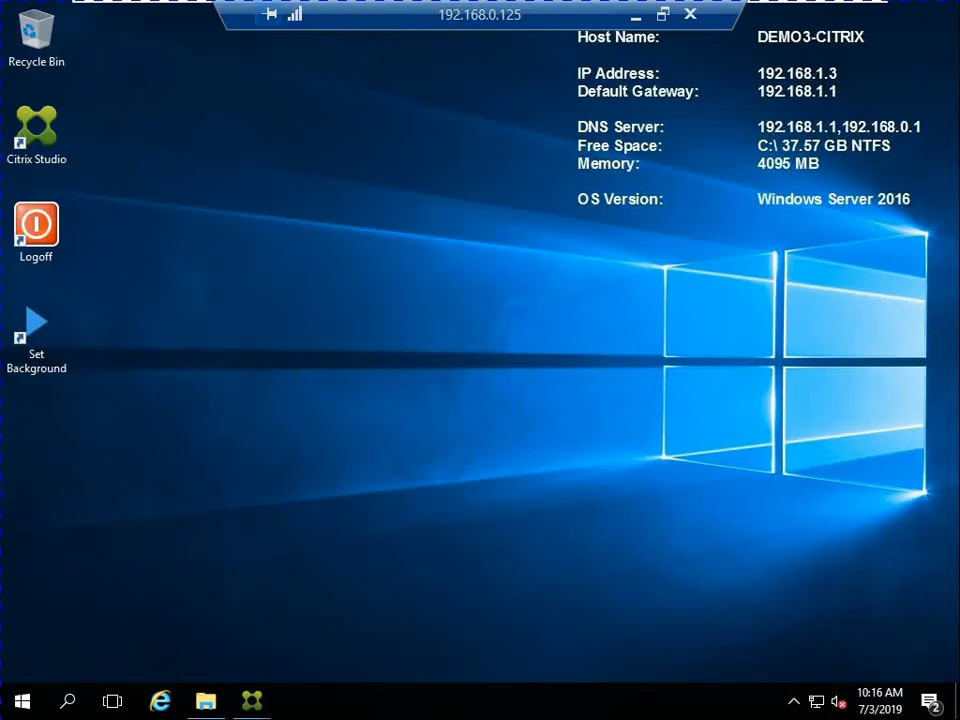 192.168.0.125
Host Name: DEMO3-CITRIX
IP Address: 192.168.1.3
Default Gateway: 192.168.1.1
DNS Server: 192.168.1.1,192.168.0.1
Free Space: C:\ 37.57 GB NTFS
Memory: 4095 MB
OS Version: Windows Server 2016
Recycle Bin
Citrix Studio
Logoff
Set
Background
10:16 AM
7/3/2019
2